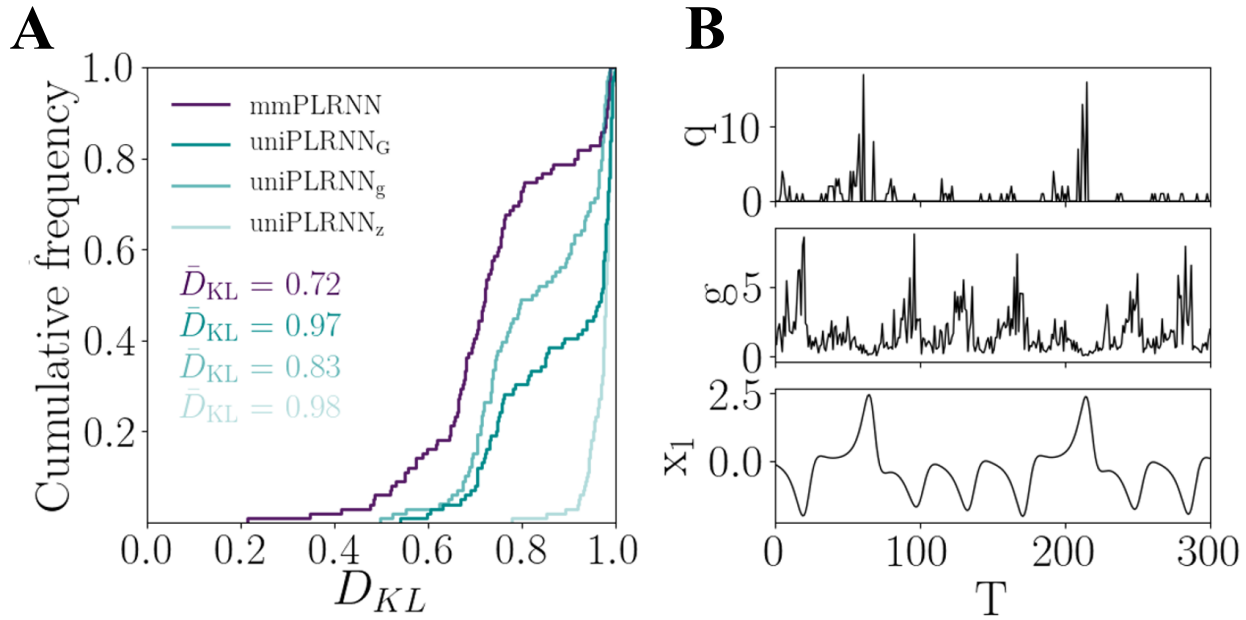 A
Cumulative frequency
1.0
0.8
0.6
0.4
0.2
mmPLRNN
uniPLRNN_G
uniPLRNN_g
uniPLRNN_z
D̄_KL = 0.72
D̄_KL = 0.97
D̄_KL = 0.83
D̄_KL = 0.98
0.0 0.2 0.4 0.6 0.8 1.0
D_KL
B
q
10
0
g
5
0
x_1
2.5
0.0
0 100 200 300
T